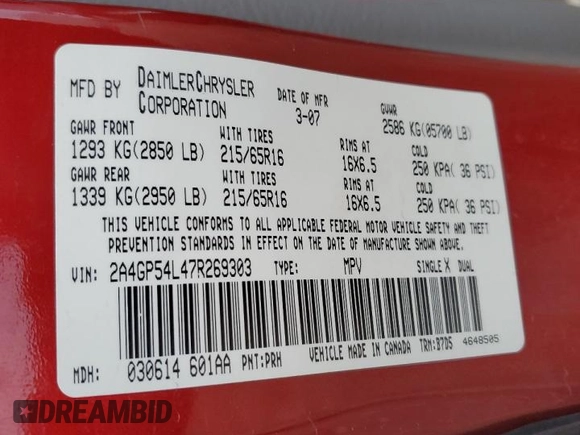 MFD BY DAIMLERCHRYSLER CORPORATION DATE OF MFR 3-07 GVWR 2586 KG(05700 LB)
GAWR FRONT WITH TIRES RIMS AT COLD
1293 KG(2850 LB) 215/65R16 16X6.5 250 KPA( 36 PSI)
GAWR REAR WITH TIRES RIMS AT COLD
1339 KG(2950 LB) 215/65R16 16X6.5 250 KPA( 36 PSI)
THIS VEHICLE CONFORMS TO ALL APPLICABLE FEDERAL MOTOR VEHICLE SAFETY AND THEFT
PREVENTION STANDARDS IN EFFECT ON THE DATE OF MANUFACTURE SHOWN ABOVE.
VIN: 2A4GP54L47R269303 TYPE: MPV SINGLE X DUAL
MDH: 030614 601AA PNT:PRH VEHICLE MADE IN CANADA TRM:B7D5 4648505
DREAMBID